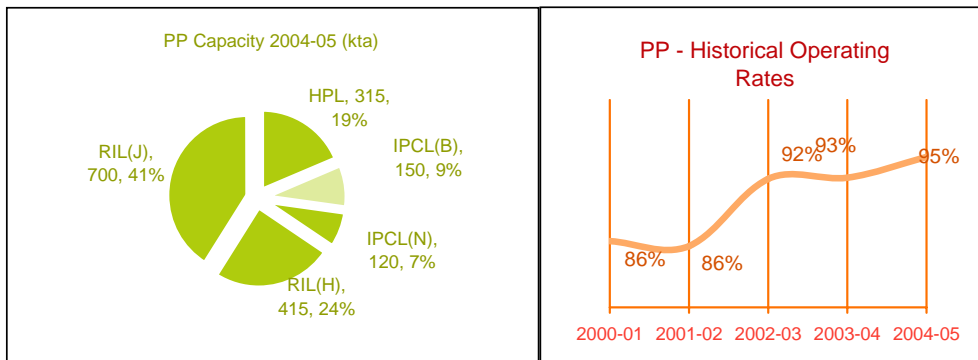 PP Capacity 2004-05 (kta)
HPL, 315,
19%
IPCL(B),
150, 9%
IPCL(N),
120, 7%
RIL(H),
415, 24%
RIL(J),
700, 41%
PP - Historical Operating
Rates
86%
86%
92%
93%
95%
2000-01 2001-02 2002-03 2003-04 2004-05